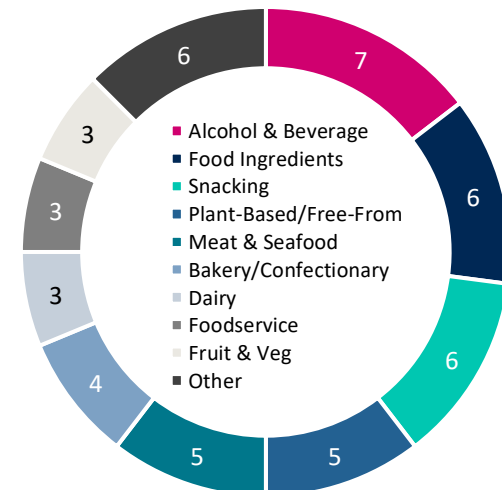 7
6
6
5
5
4
3
3
3
6
Alcohol & Beverage
Food Ingredients
Snacking
Plant-Based/Free-From
Meat & Seafood
Bakery/Confectionary
Dairy
Foodservice
Fruit & Veg
Other